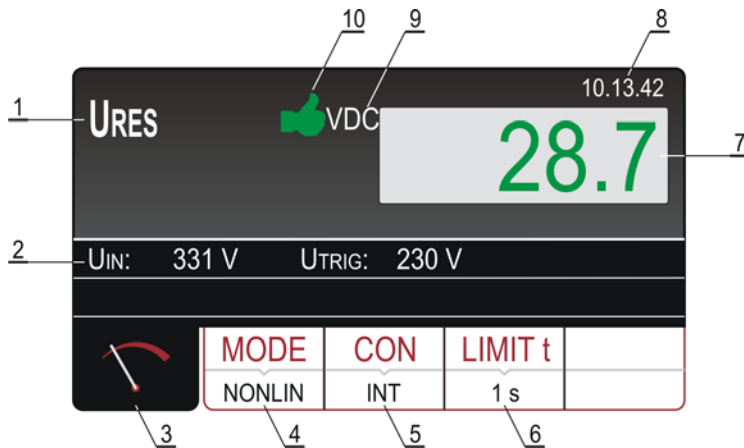 10 9 8
10.13.42
1 URES VDC
28.7 7
2 UIN: 331 V UTRIG: 230 V
MODE CON LIMIT t
NONLIN INT 1 s
3 4 5 6